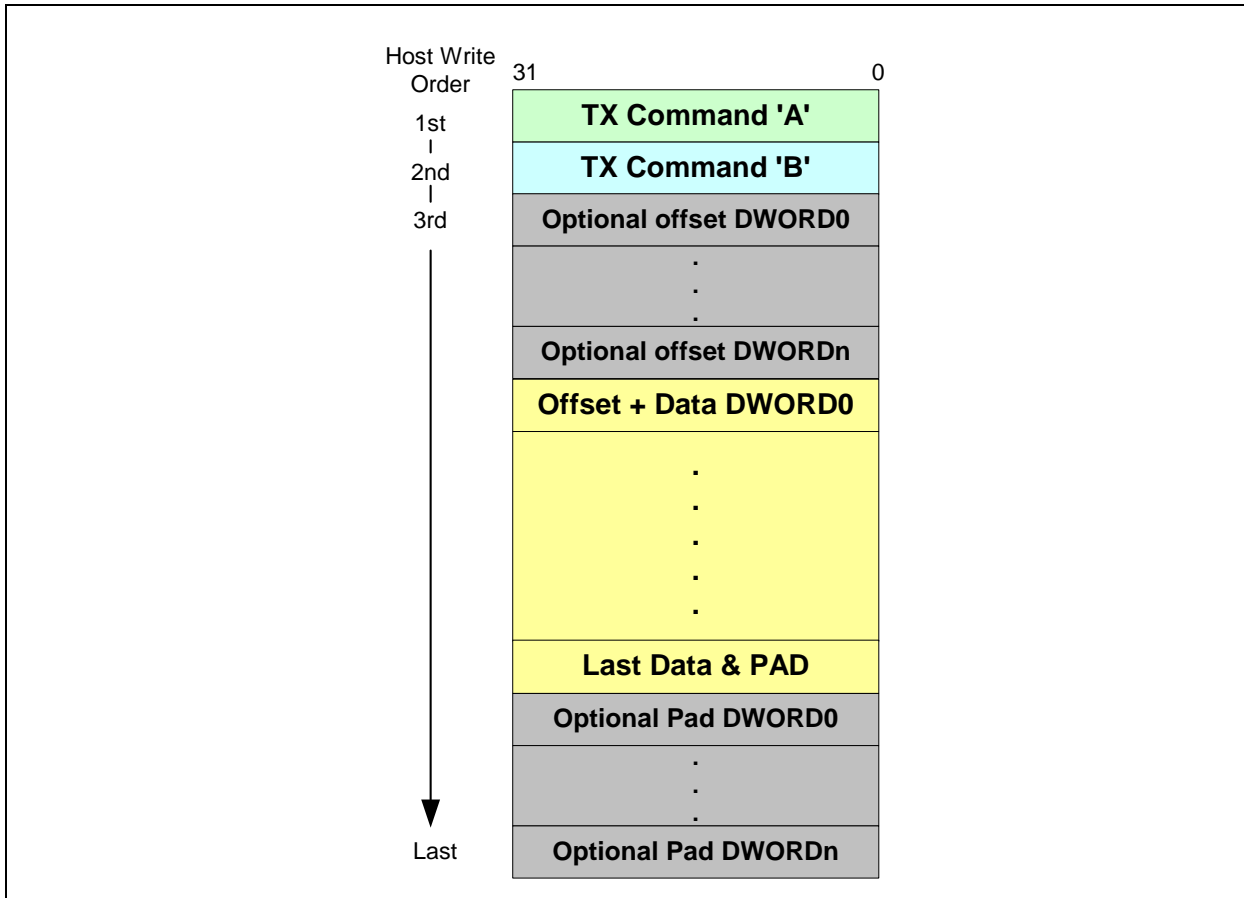 Host Write
Order
31
0
1st
TX Command 'A'
2nd
TX Command 'B'
3rd
Optional offset DWORD0
.
.
.
Optional offset DWORDn
Offset + Data DWORD0
.
.
.
.
.
Last Data & PAD
Optional Pad DWORD0
.
.
.
Last
Optional Pad DWORDn